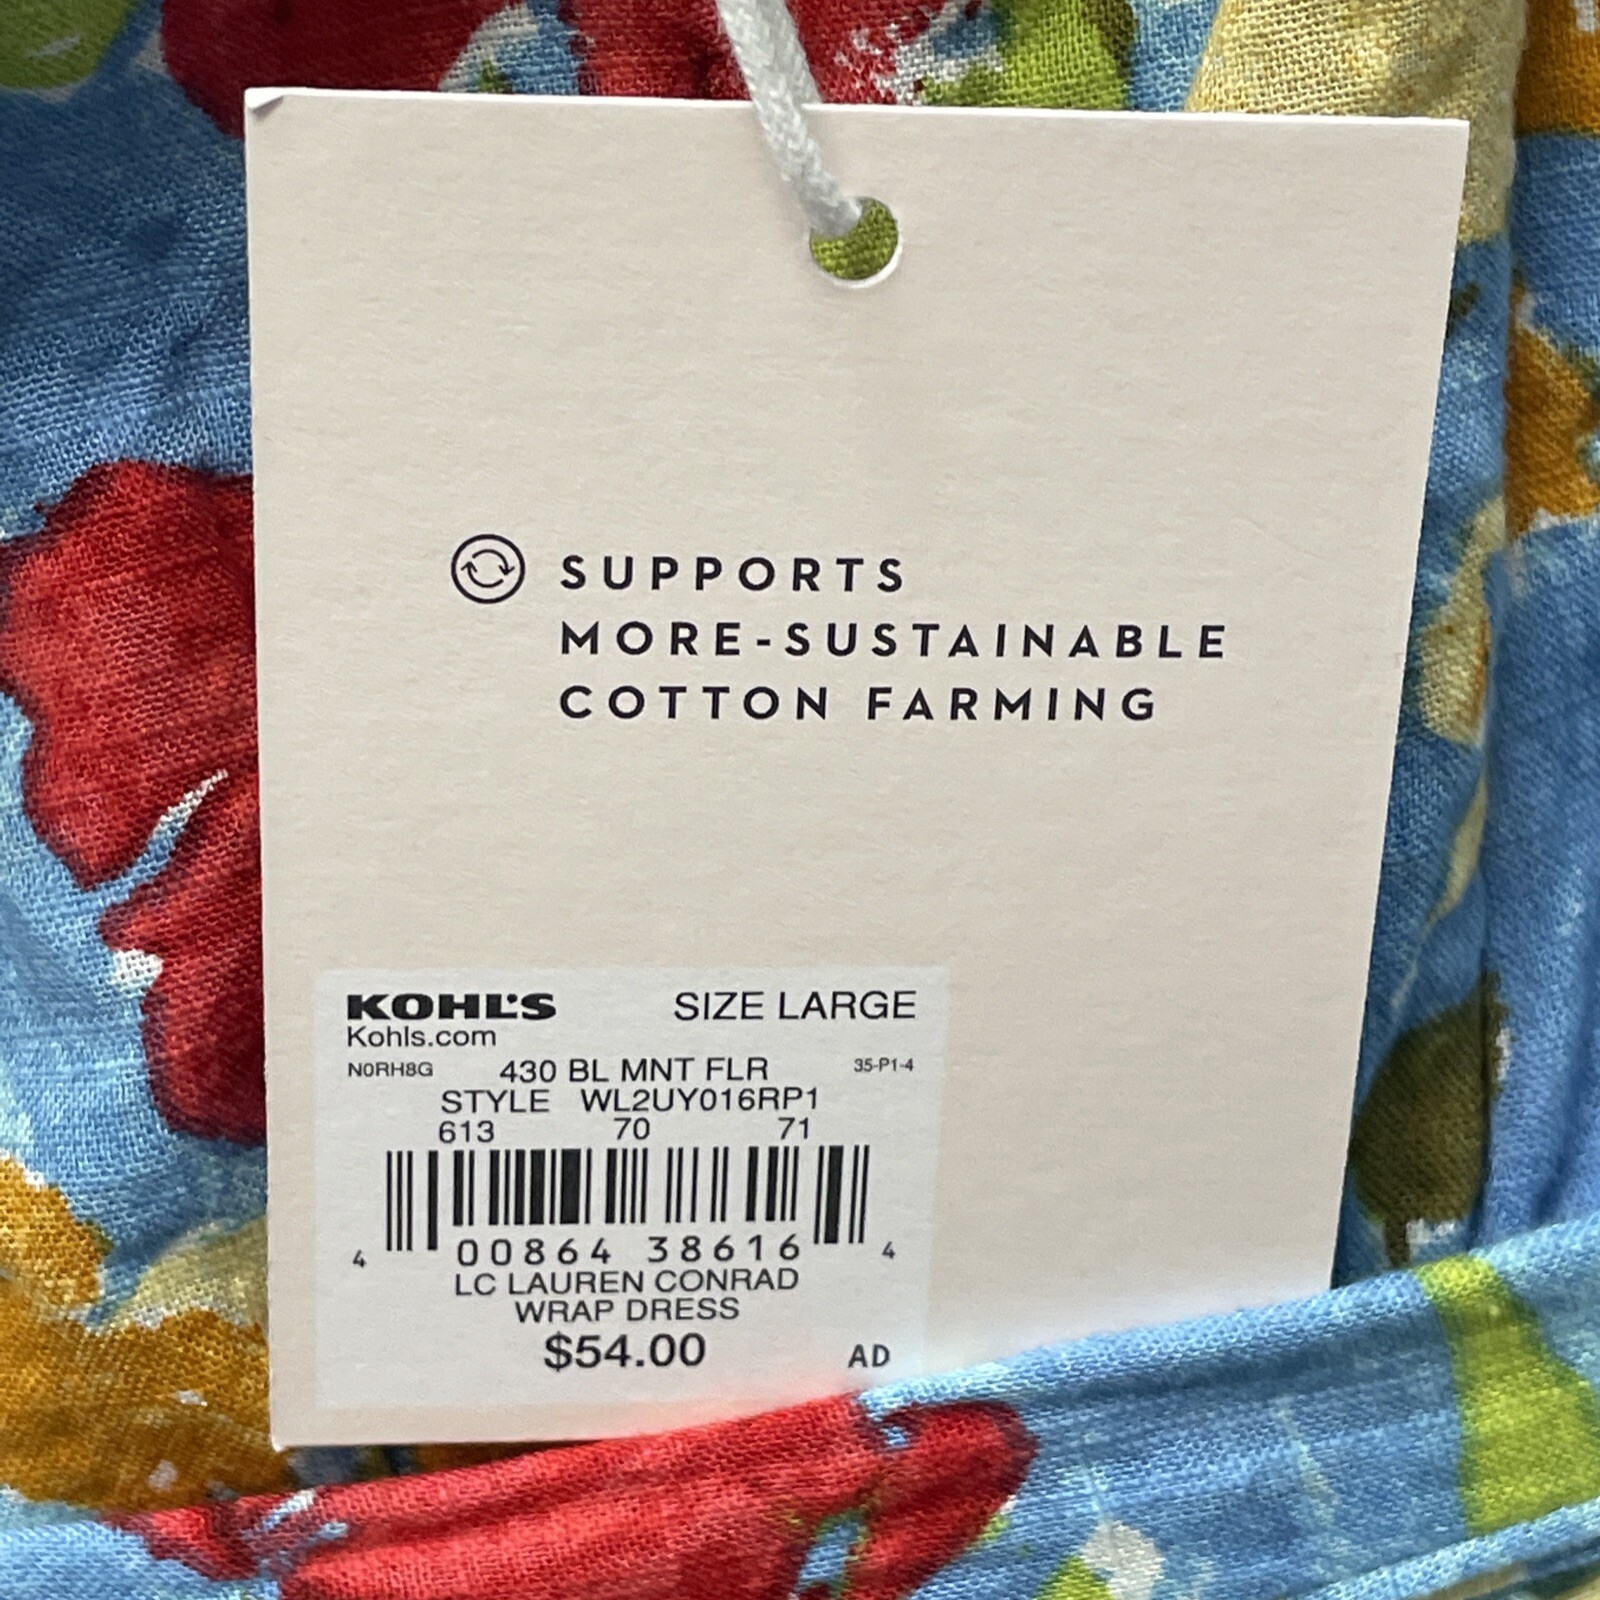 SUPPORTS
MORE-SUSTAINABLE
COTTON FARMING
KOHL'S SIZE LARGE
Kohls.com
N0RH8G 430 BL MNT FLR 35-P1-4
STYLE WL2UY016RP1
613 70 71
4 00864 38616 4
LC LAUREN CONRAD
WRAP DRESS
$54.00 AD